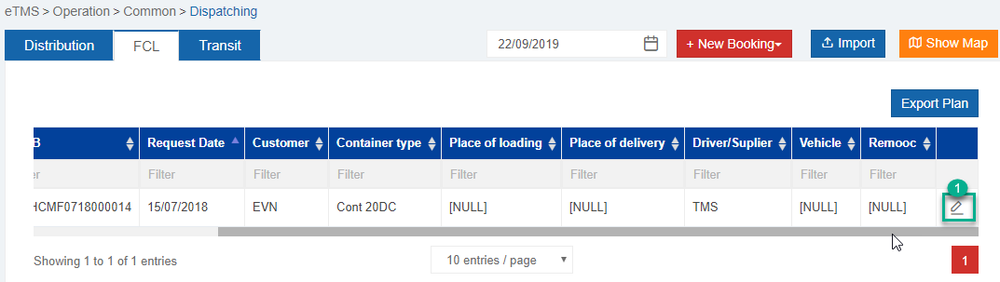 eTMS > Operation > Common > Dispatching
Distribution FCL Transit 22/09/2019 + New Booking Import Show Map
Export Plan
B Request Date Customer Container type Place of loading Place of delivery Driver/Suplier Vehicle Remooc
Filter Filter Filter Filter Filter Filter Filter Filter
HCMF0718000014 15/07/2018 EVN Cont 20DC [NULL] [NULL] TMS [NULL] [NULL] 1
Showing 1 to 1 of 1 entries 10 entries / page 1